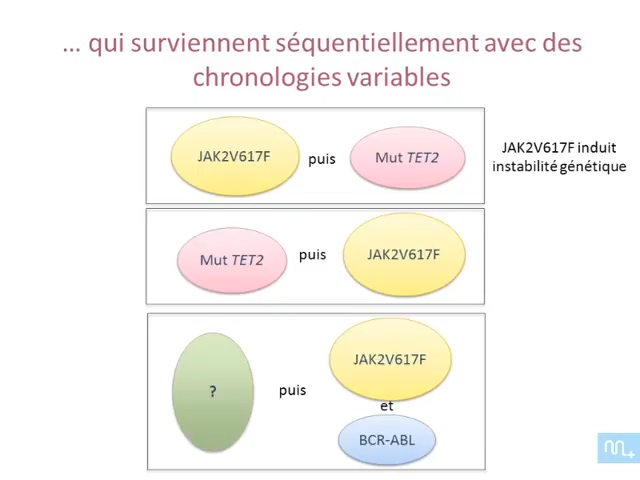 … qui surviennent séquentiellement avec des
chronologies variables
JAK2V617F puis Mut TET2
JAK2V617F induit
instabilité génétique
Mut TET2 puis JAK2V617F
JAK2V617F
? puis
et
BCR-ABL